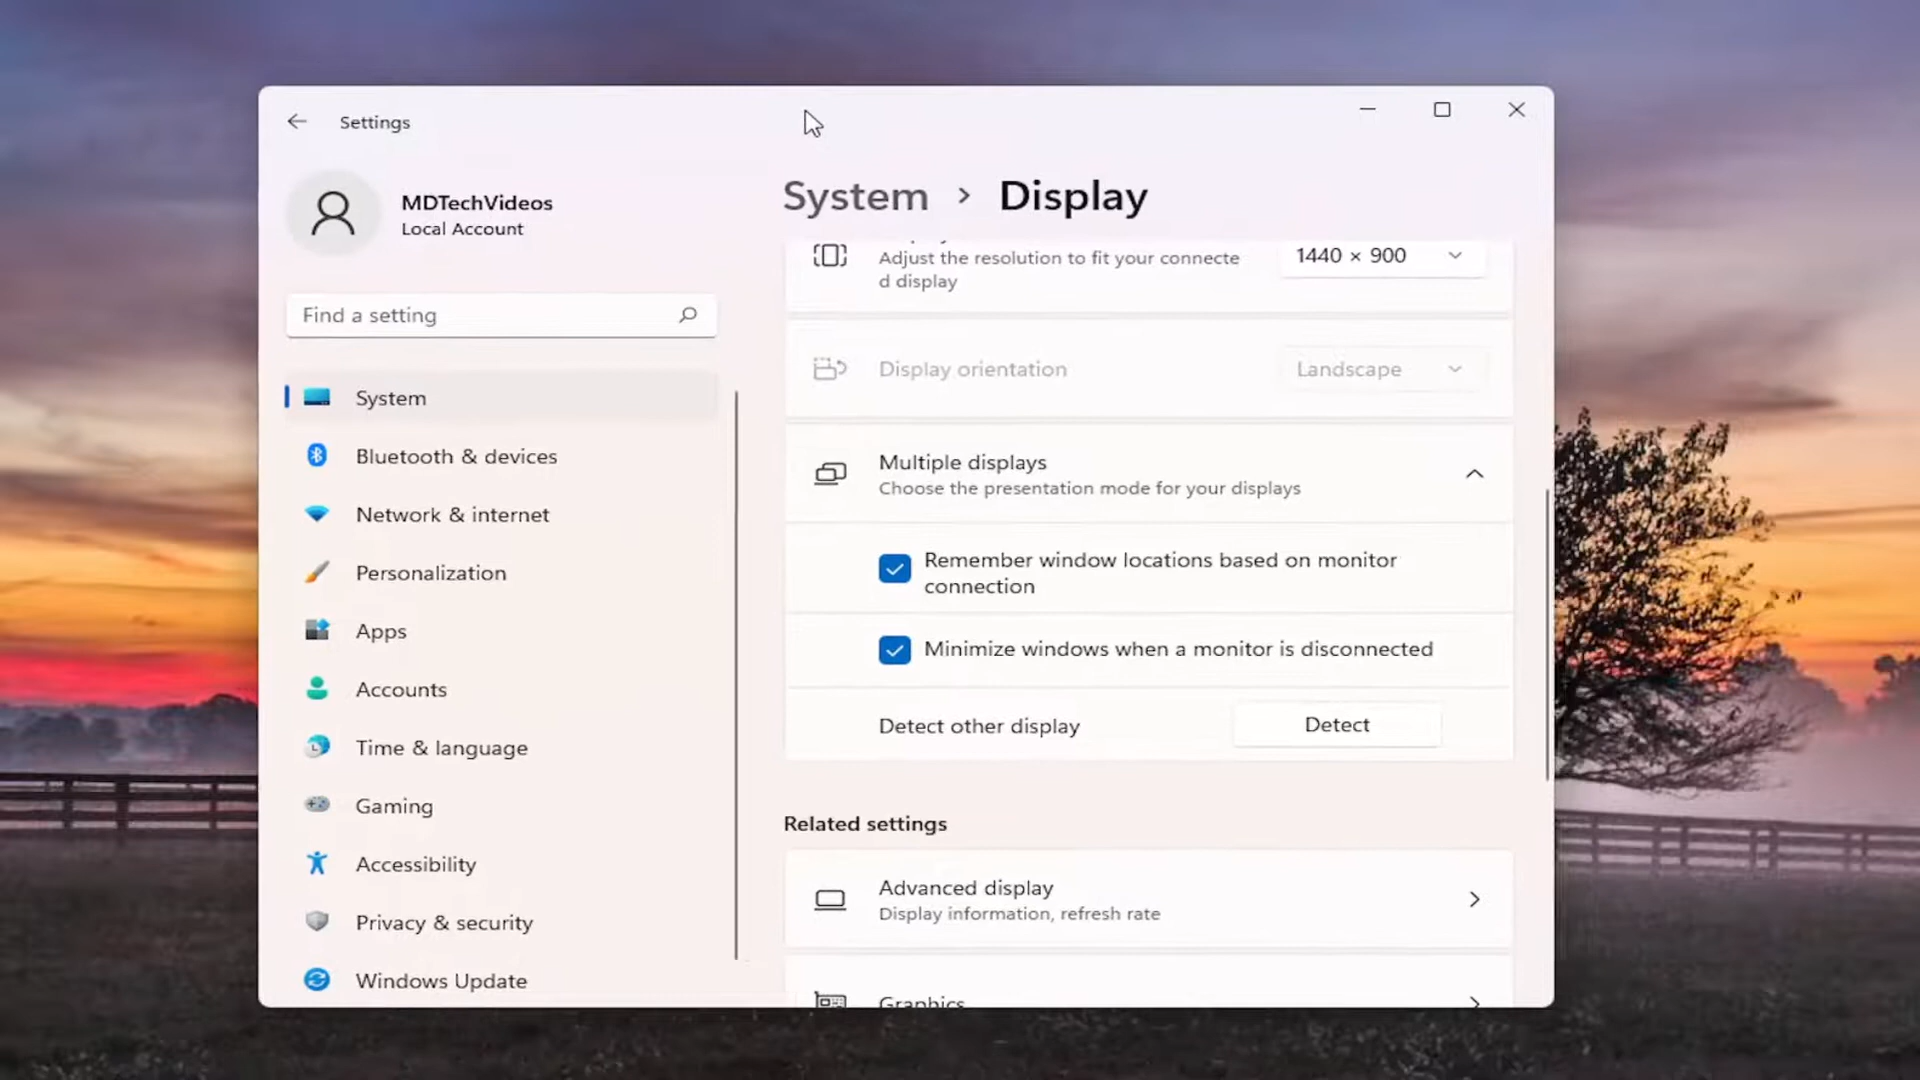 Settings
MDTechVideos
Local Account
Find a setting
System
Bluetooth & devices
Network & internet
Personalization
Apps
Accounts
Time & language
Gaming
Accessibility
Privacy & security
Windows Update
System › Display
Adjust the resolution to fit your connecte
d display
1440 × 900
Display orientation
Landscape
Multiple displays
Choose the presentation mode for your displays
Remember window locations based on monitor
connection
Minimize windows when a monitor is disconnected
Detect other display
Detect
Related settings
Advanced display
Display information, refresh rate
Graphics